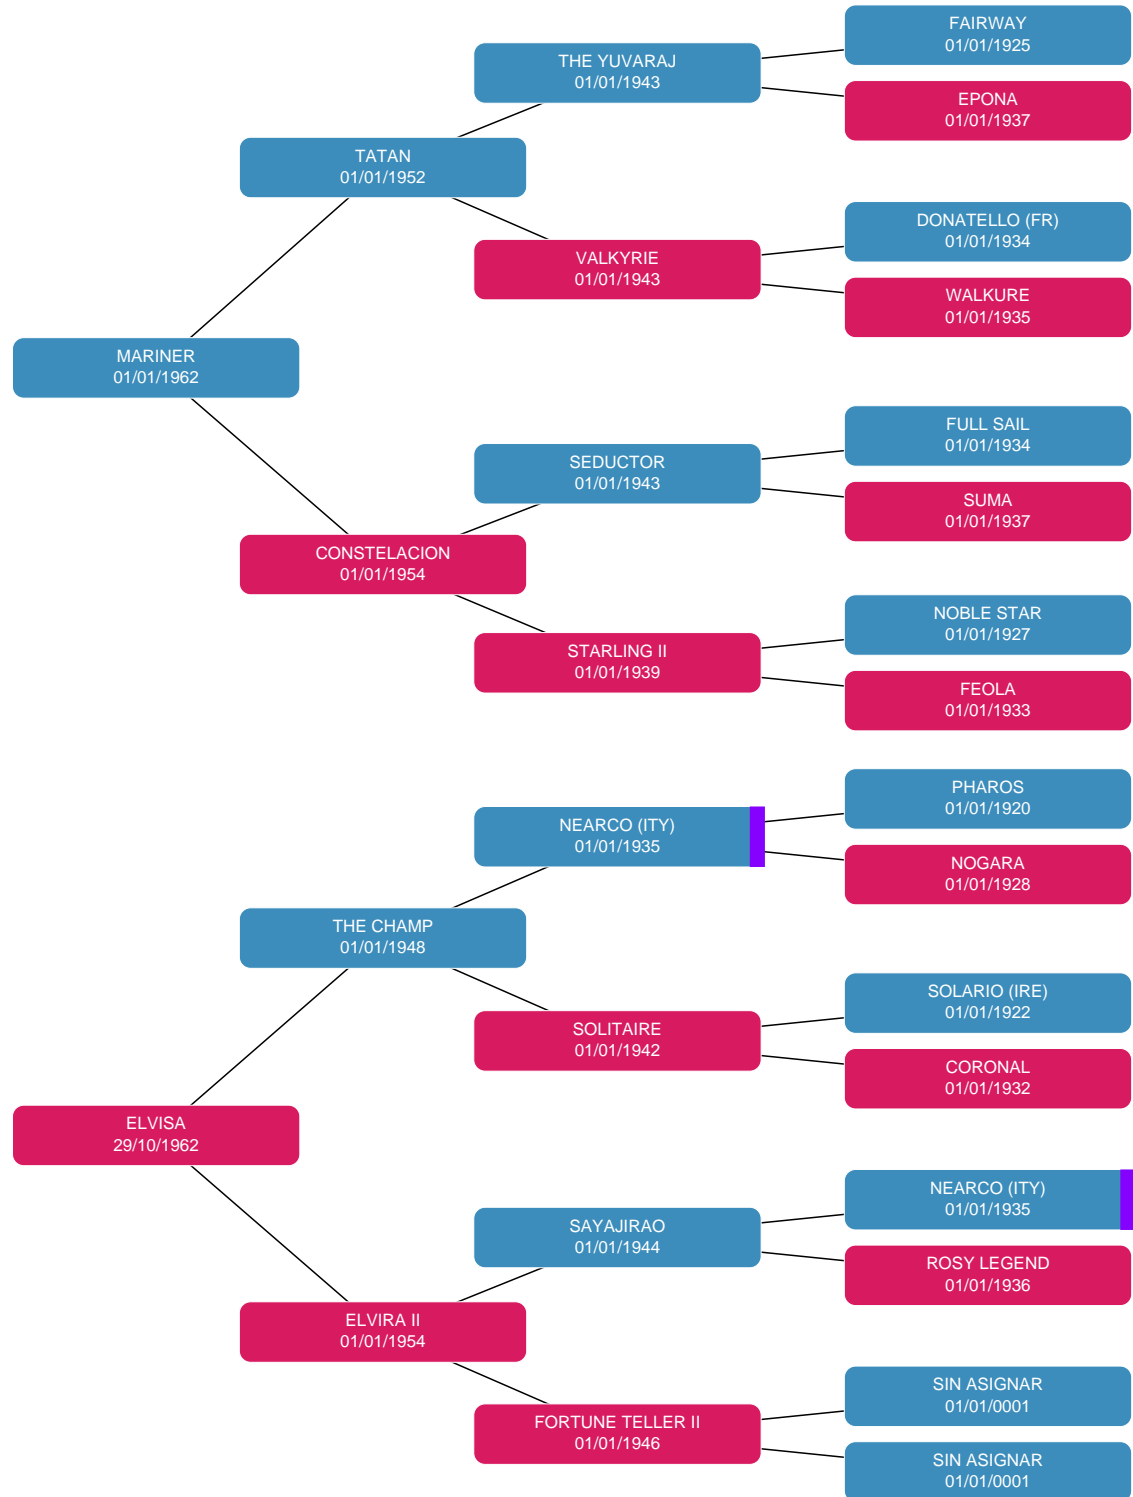 FAIRWAY
01/01/1925
THE YUVARAJ
01/01/1943
EPONA
01/01/1937
TATAN
01/01/1952
DONATELLO (FR)
01/01/1934
VALKYRIE
01/01/1943
WALKURE
01/01/1935
MARINER
01/01/1962
FULL SAIL
01/01/1934
SEDUCTOR
01/01/1943
SUMA
01/01/1937
CONSTELACION
01/01/1954
NOBLE STAR
01/01/1927
STARLING II
01/01/1939
FEOLA
01/01/1933
PHAROS
01/01/1920
NEARCO (ITY)
01/01/1935
NOGARA
01/01/1928
THE CHAMP
01/01/1948
SOLARIO (IRE)
01/01/1922
SOLITAIRE
01/01/1942
CORONAL
01/01/1932
ELVISA
29/10/1962
NEARCO (ITY)
01/01/1935
SAYAJIRAO
01/01/1944
ROSY LEGEND
01/01/1936
ELVIRA II
01/01/1954
SIN ASIGNAR
01/01/0001
FORTUNE TELLER II
01/01/1946
SIN ASIGNAR
01/01/0001